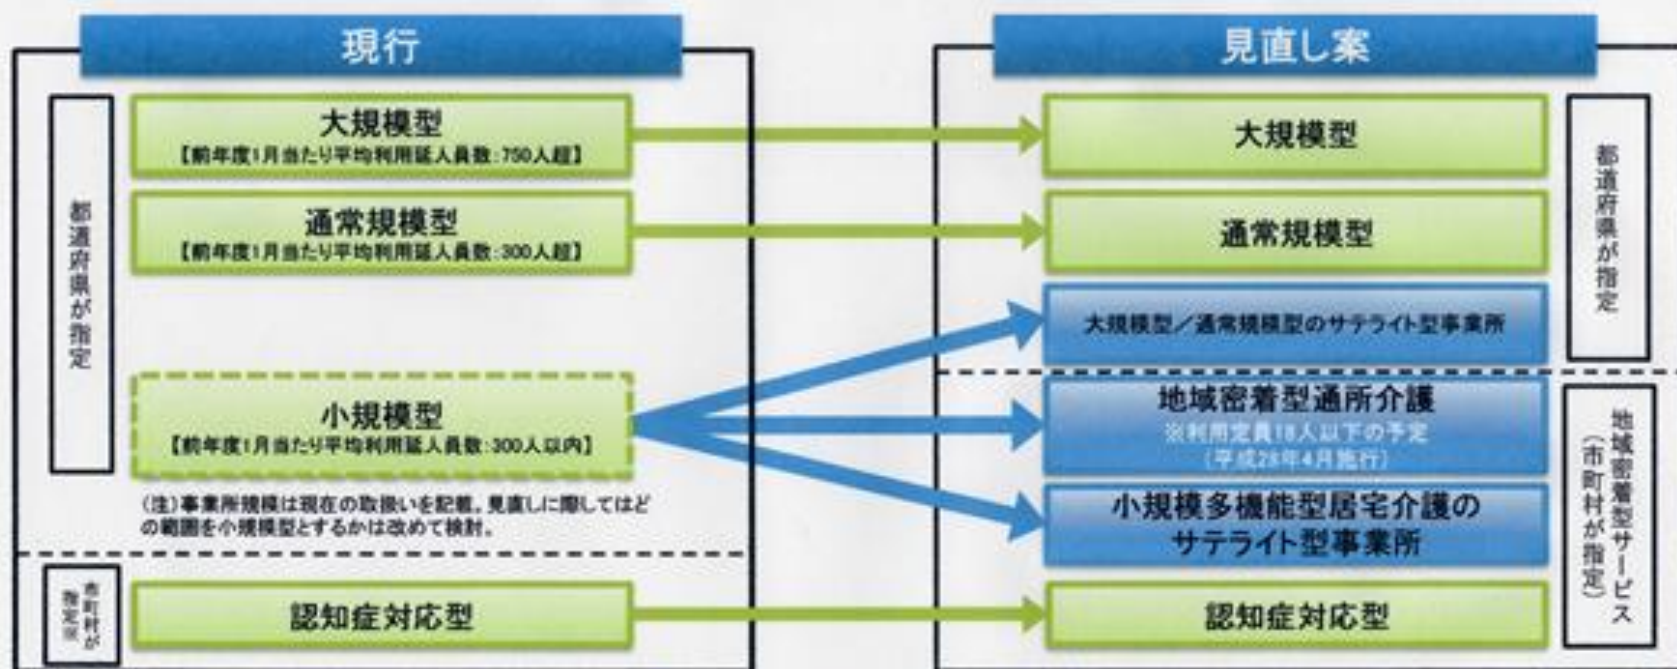 現行
都道府県が指定
大規模型
【前年度1月当たり平均利用延人員数:750人超】
通常規模型
【前年度1月当たり平均利用延人員数:300人超】
小規模型
【前年度1月当たり平均利用延人員数:300人以内】
(注)事業所規模は現在の取扱いを記載。見直しに際してはど
の範囲を小規模型とするかは改めて検討。
市町村が
指定※
認知症対応型
見直し案
大規模型
通常規模型
大規模型/通常規模型のサテライト型事業所
都道府県が指定
地域密着型通所介護
※利用定員18人以下の予定
(平成28年4月施行)
小規模多機能型居宅介護の
サテライト型事業所
認知症対応型
地域密着型サービス
(市町村が指定)